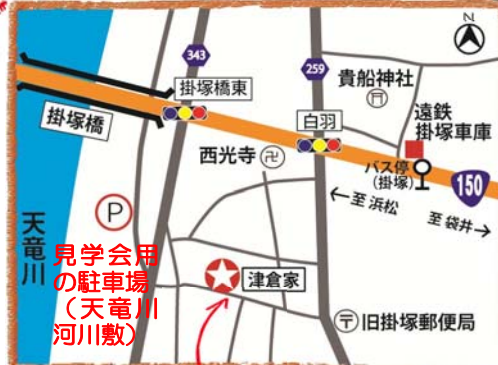 N
343
259
掛塚橋東
貴船神社
掛塚橋
白羽
遠鉄
掛塚車庫
西光寺
バス停
(掛塚)
150
←至浜松
至袋井→
P
天竜川
見学会用
の駐車場
(天竜川
河川敷)
津倉家
〒旧掛塚郵便局